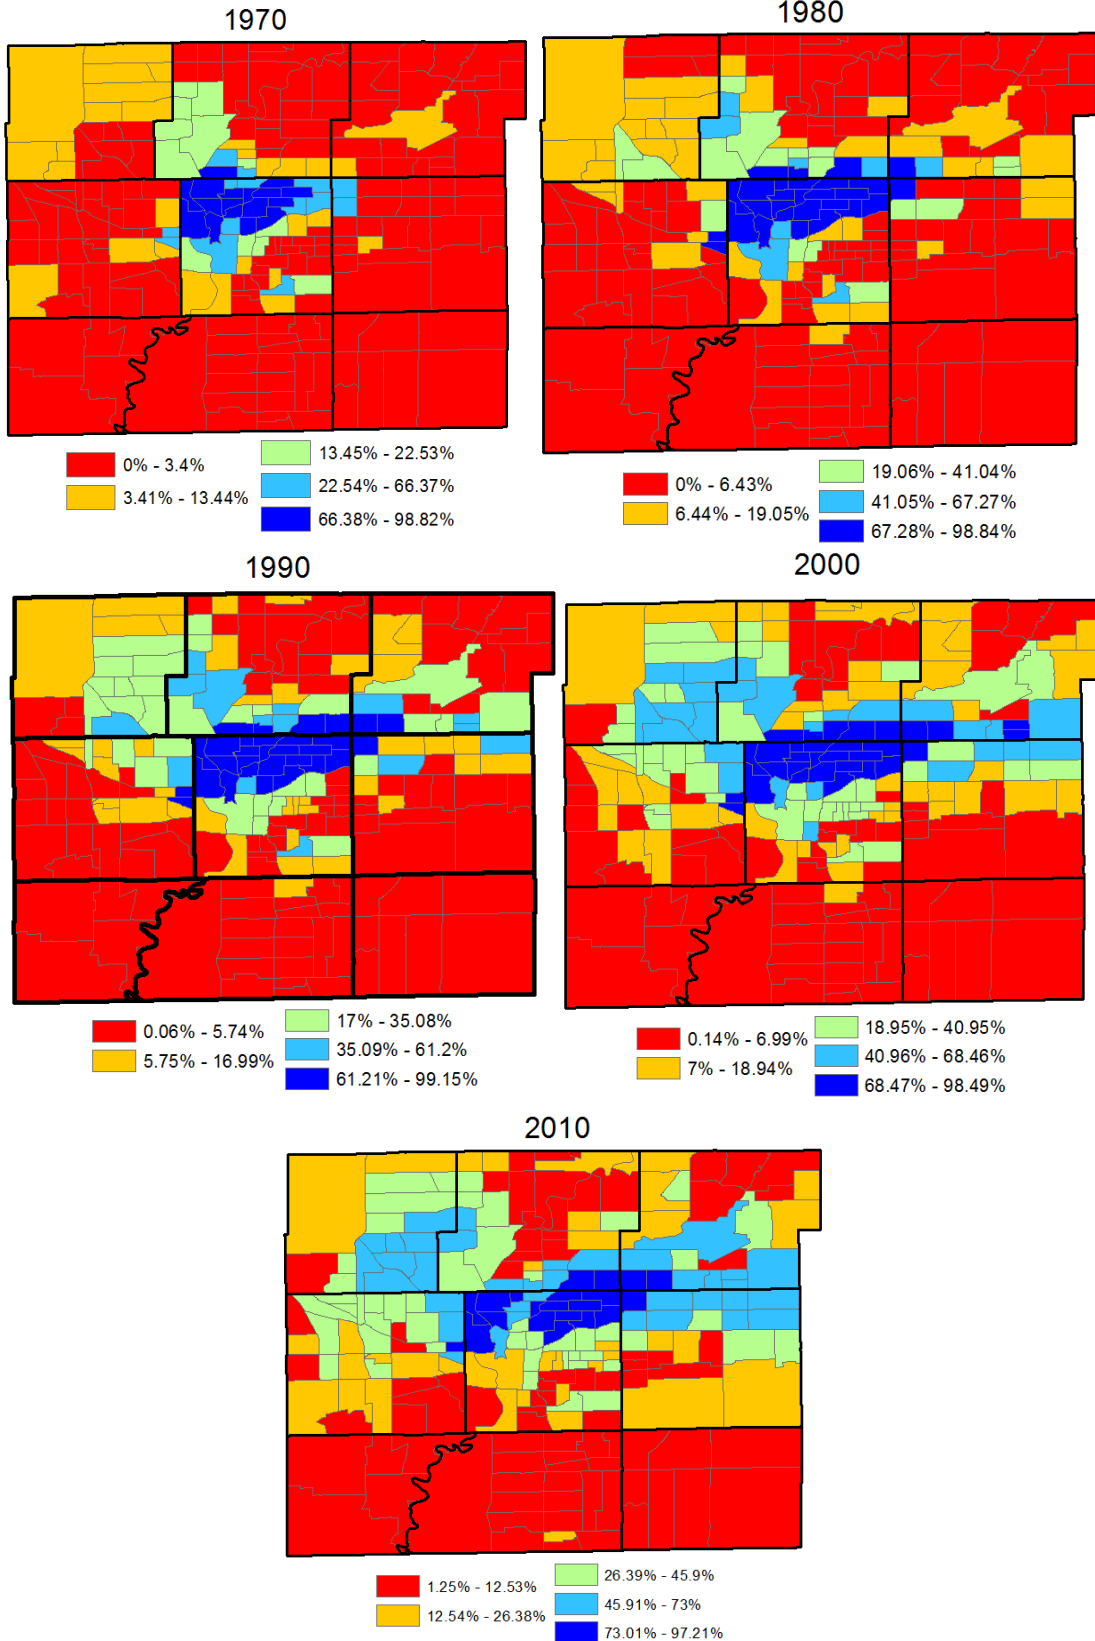 1970
1980
0% - 3.4%
3.41% - 13.44%
13.45% - 22.53%
22.54% - 66.37%
66.38% - 98.82%
0% - 6.43%
6.44% - 19.05%
19.06% - 41.04%
41.05% - 67.27%
67.28% - 98.84%
1990
2000
0.06% - 5.74%
5.75% - 16.99%
17% - 35.08%
35.09% - 61.2%
61.21% - 99.15%
0.14% - 6.99%
7% - 18.94%
18.95% - 40.95%
40.96% - 68.46%
68.47% - 98.49%
2010
1.25% - 12.53%
12.54% - 26.38%
26.39% - 45.9%
45.91% - 73%
73.01% - 97.21%